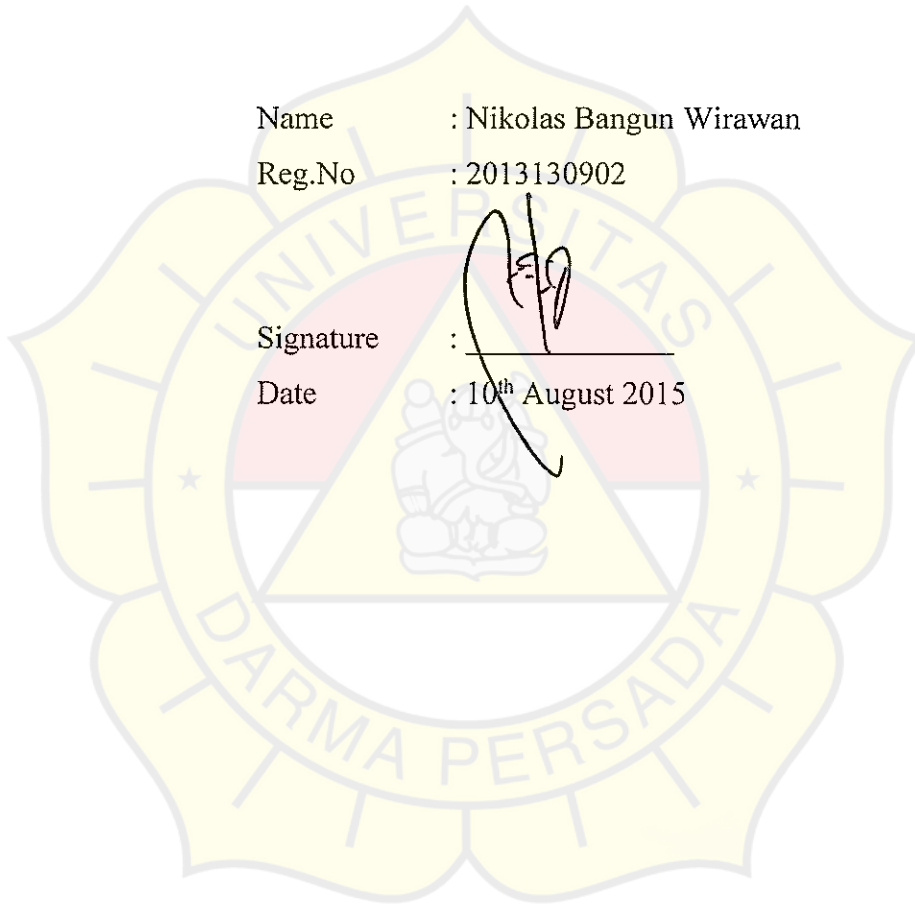 Name : Nikolas Bangun Wirawan
Reg.No : 2013130902
Signature :
Date : 10th August 2015
UNIVERSITAS
DARMA PERSADA